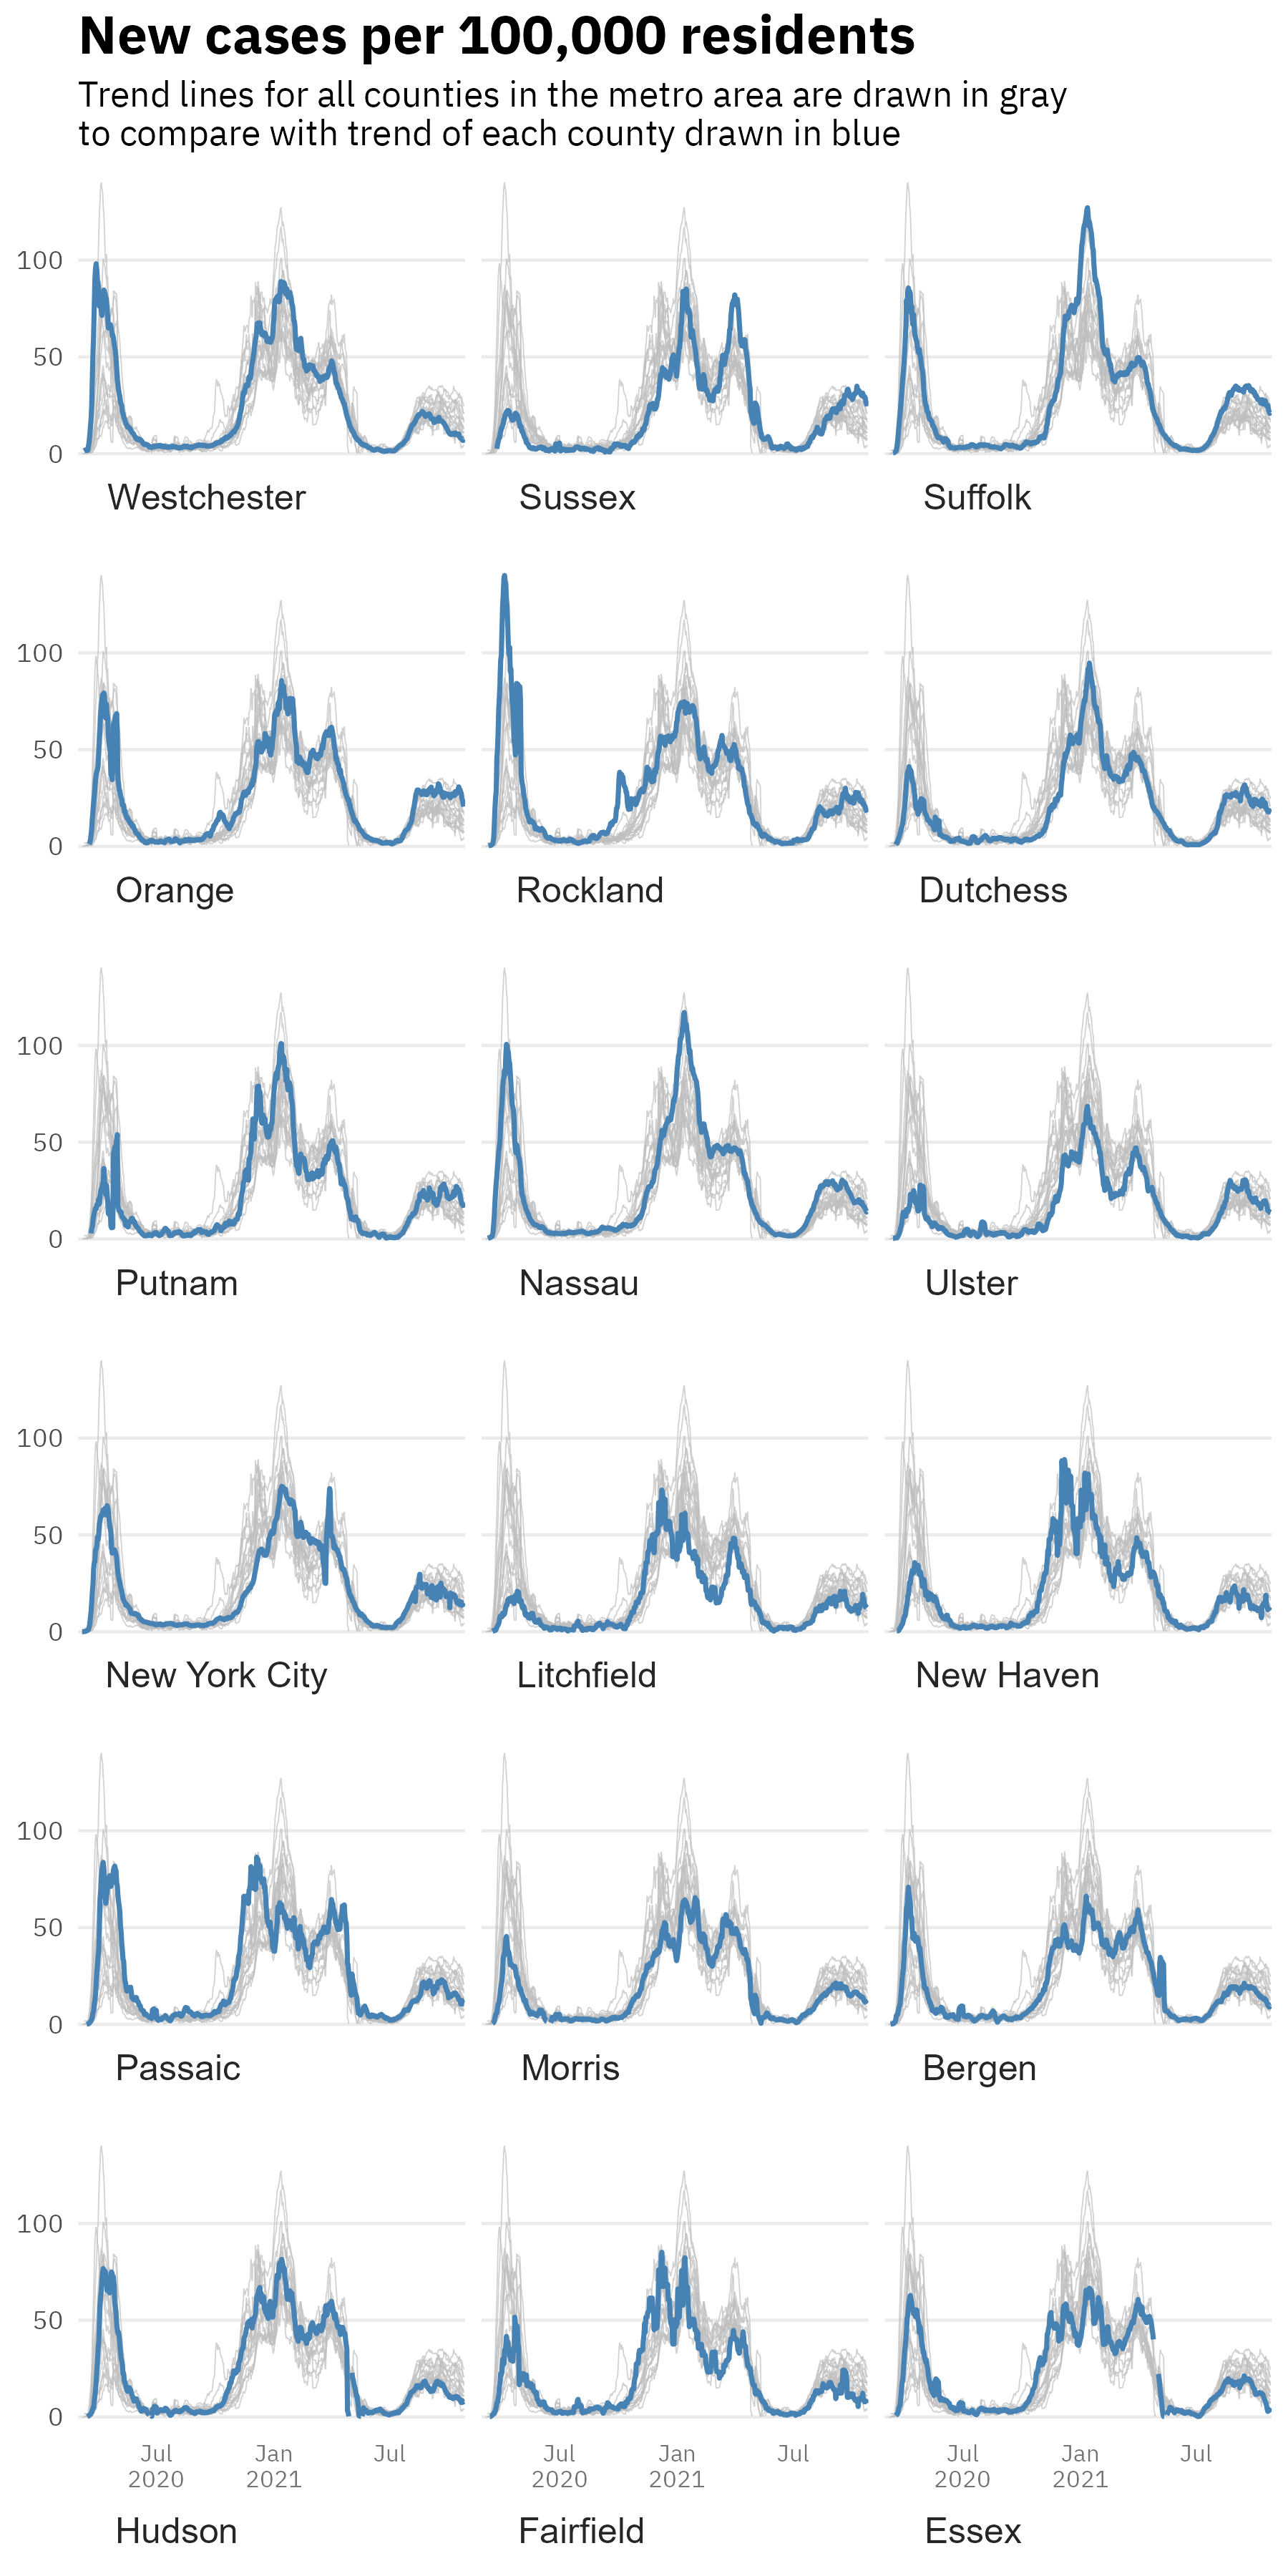 New cases per 100,000 residents
Trend lines for all counties in the metro area are drawn in gray
to compare with trend of each county drawn in blue
100
50
0
Westchester Sussex Suffolk
100
50
0
Orange Rockland Dutchess
100
50
0
Putnam Nassau Ulster
100
50
0
New York City Litchfield New Haven
100
50
0
Passaic Morris Bergen
100
50
0
Jul Jan Jul Jul Jan Jul Jul Jan Jul
2020 2021 2020 2021 2020 2021
Hudson Fairfield Essex